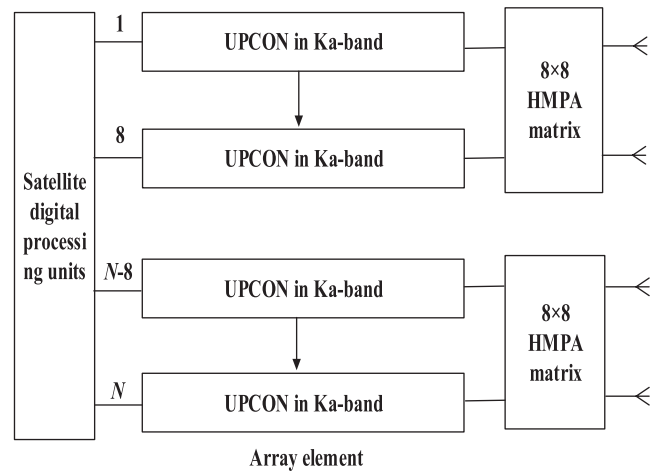 1
UPCON in Ka-band
8×8
HMPA
matrix
8
UPCON in Ka-band
Satellite
digital
processi
ng units
N-8
UPCON in Ka-band
8×8
HMPA
matrix
N
UPCON in Ka-band
Array element